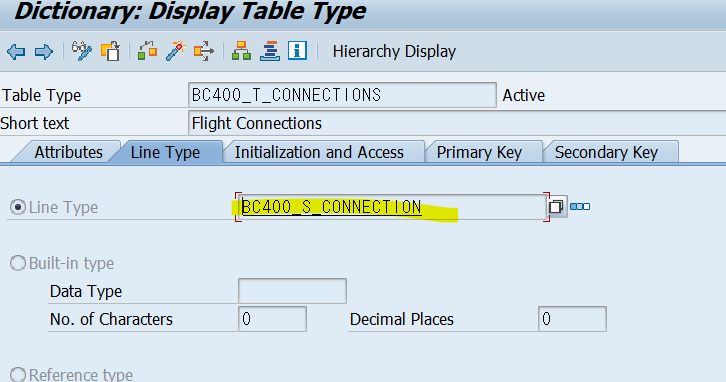 Dictionary: Display Table Type
Hierarchy Display
Table Type BC400_T_CONNECTIONS Active
Short text Flight Connections
Attributes Line Type Initialization and Access Primary Key Secondary Key
Line Type BC400_S_CONNECTION
Built-in type
Data Type
No. of Characters 0 Decimal Places 0
Reference type